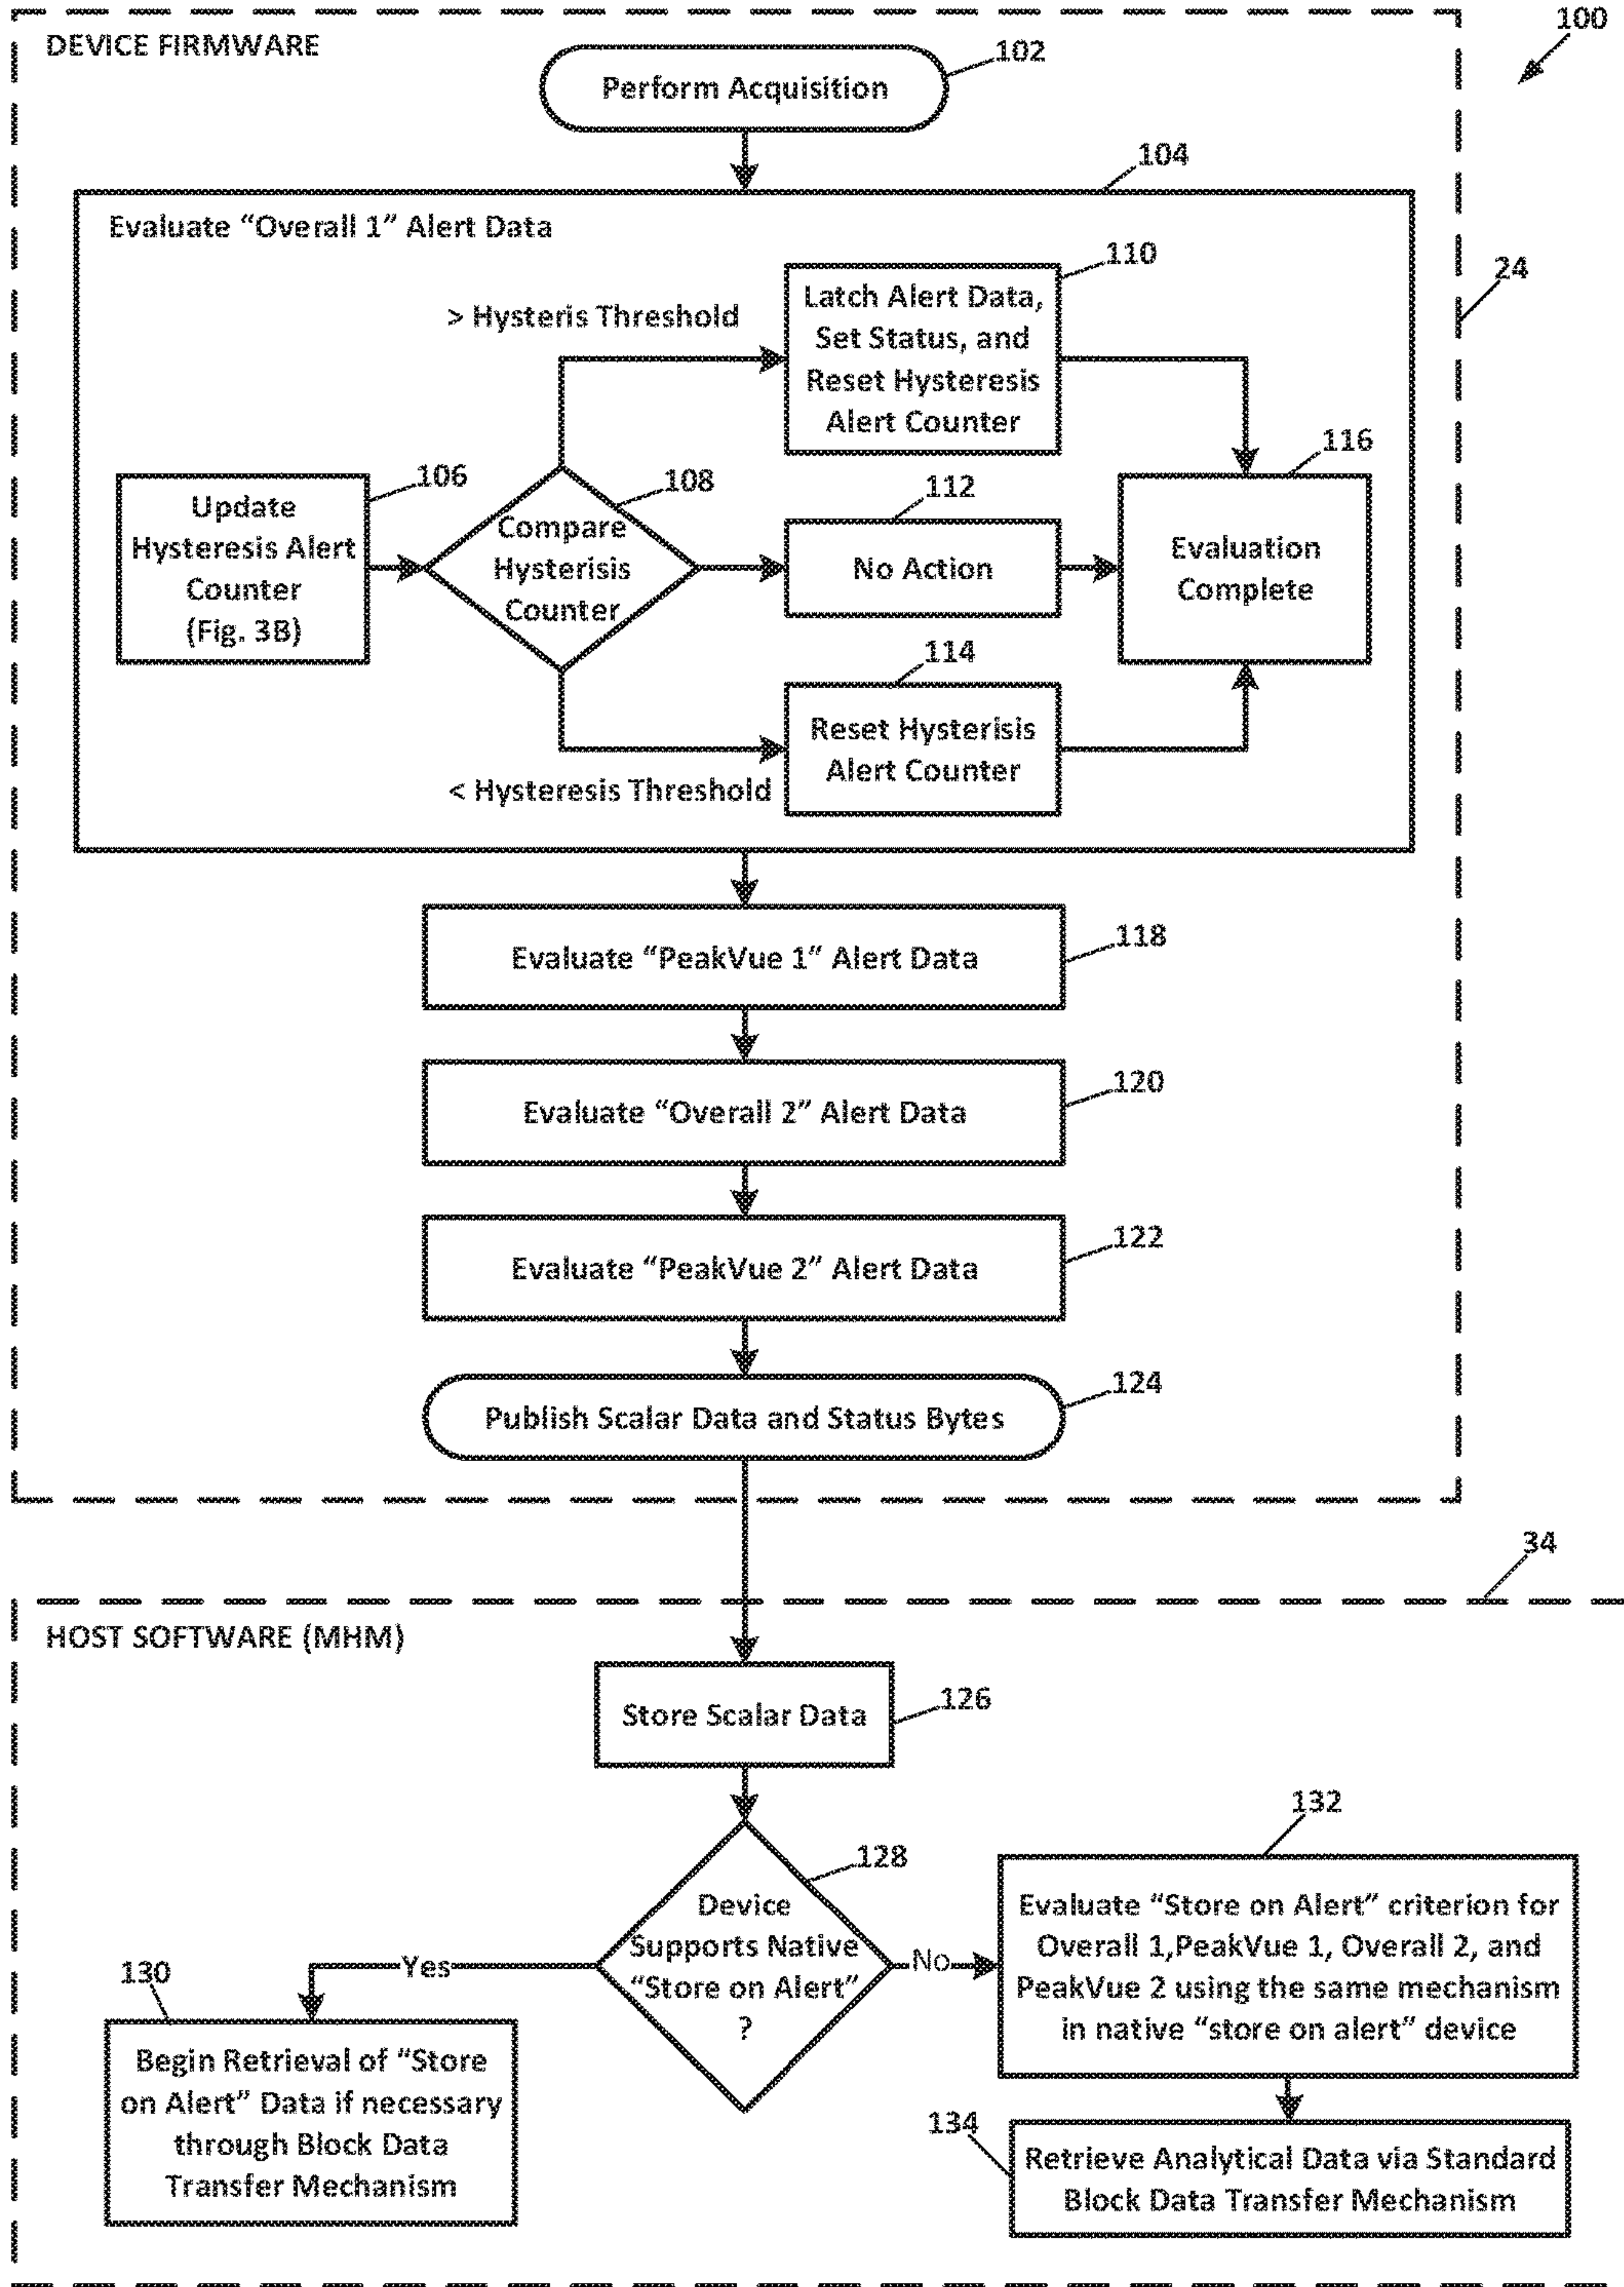 100
DEVICE FIRMWARE
102
Perform Acquisition
104
Evaluate “Overall 1” Alert Data
24
110
> Hysteris Threshold
Latch Alert Data,
Set Status, and
Reset Hysteresis
Alert Counter
106
Update
Hysteresis Alert
Counter
(Fig. 3B)
108
Compare
Hysterisis
Counter
112
No Action
116
Evaluation
Complete
114
Reset Hysterisis
Alert Counter
< Hysteresis Threshold
118
Evaluate “PeakVue 1” Alert Data
120
Evaluate “Overall 2” Alert Data
122
Evaluate “PeakVue 2” Alert Data
124
Publish Scalar Data and Status Bytes
34
HOST SOFTWARE (MHM)
126
Store Scalar Data
128
Device
Supports Native
“Store on Alert”
?
Yes
No
130
Begin Retrieval of “Store
on Alert” Data if necessary
through Block Data
Transfer Mechanism
132
Evaluate “Store on Alert” criterion for
Overall 1,PeakVue 1, Overall 2, and
PeakVue 2 using the same mechanism
in native “store on alert” device
134
Retrieve Analytical Data via Standard
Block Data Transfer Mechanism